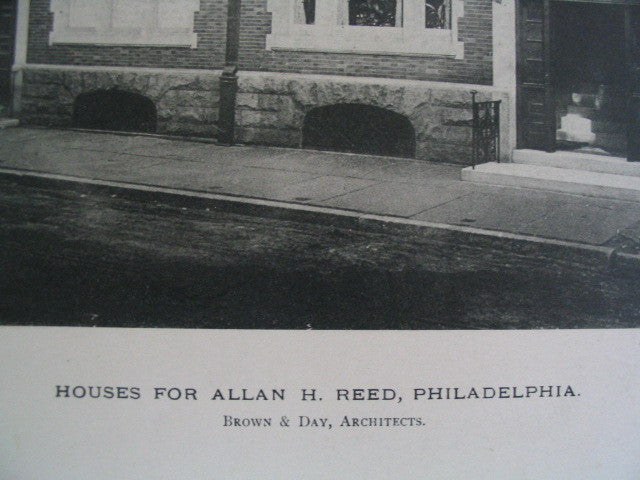 HOUSES FOR ALLAN H. REED, PHILADELPHIA.
BROWN & DAY, ARCHITECTS.